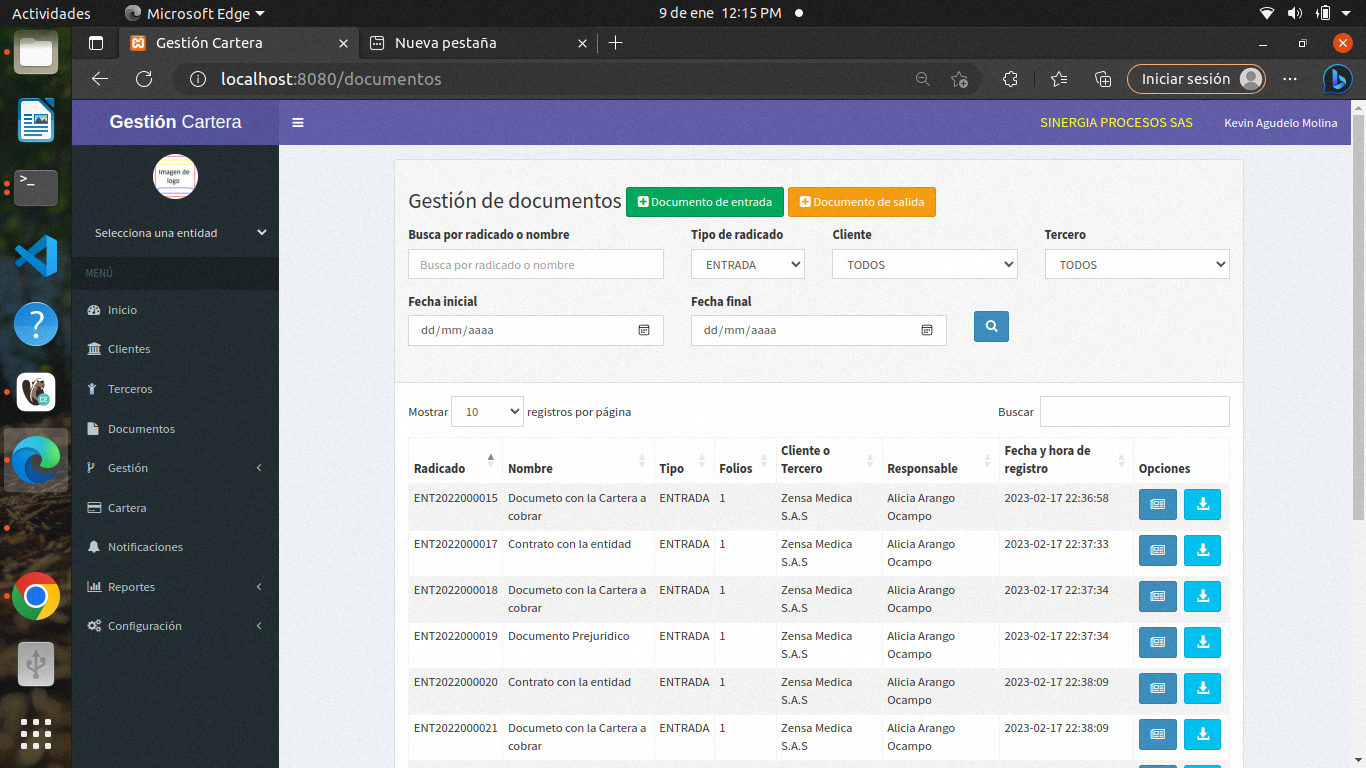 Actividades
Microsoft Edge
9 de ene 12:15 PM
Gestión Cartera
Nueva pestaña
localhost:8080/documentos
Iniciar sesión
Gestión Cartera
SINERGIA PROCESOS SAS
Kevin Agudelo Molina
Imagen de
logo
Selecciona una entidad
MENÚ
Inicio
Clientes
Terceros
Documentos
Gestión
Cartera
Notificaciones
Reportes
Configuración
Gestión de documentos
Documento de entrada
Documento de salida
Busca por radicado o nombre
Tipo de radicado
Cliente
Tercero
Busca por radicado o nombre
ENTRADA
TODOS
TODOS
Fecha inicial
Fecha final
dd/mm/aaaa
dd/mm/aaaa
Mostrar 10 registros por página
Buscar
Radicado
Nombre
Tipo
Folios
Cliente o
Tercero
Responsable
Fecha y hora de
registro
Opciones
ENT2022000015 Documeto con la Cartera a ENTRADA 1 Zensa Medica Alicia Arango 2023-02-17 22:36:58
cobrar S.A.S Ocampo
ENT2022000017 Contrato con la entidad ENTRADA 1 Zensa Medica Alicia Arango 2023-02-17 22:37:33
S.A.S Ocampo
ENT2022000018 Documeto con la Cartera a ENTRADA 1 Zensa Medica Alicia Arango 2023-02-17 22:37:34
cobrar S.A.S Ocampo
ENT2022000019 Documento Prejuridico ENTRADA 1 Zensa Medica Alicia Arango 2023-02-17 22:37:34
S.A.S Ocampo
ENT2022000020 Contrato con la entidad ENTRADA 1 Zensa Medica Alicia Arango 2023-02-17 22:38:09
S.A.S Ocampo
ENT2022000021 Documeto con la Cartera a ENTRADA 1 Zensa Medica Alicia Arango 2023-02-17 22:38:09
cobrar S.A.S Ocampo